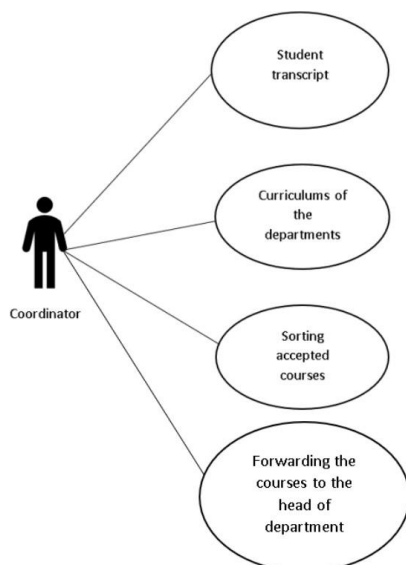 Student
transcript
Curriculums of
the
departments
Coordinator
Sorting
accepted
courses
Forwarding the
courses to the
head of
department